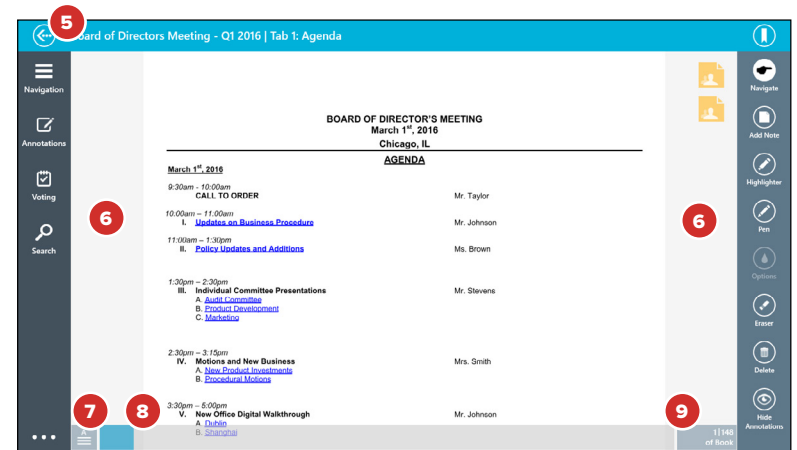 5
Board of Directors Meeting - Q1 2016 | Tab 1: Agenda
Navigation
Annotations
Voting
Search
6
BOARD OF DIRECTOR'S MEETING
March 1st, 2016
Chicago, IL
AGENDA
March 1st, 2016
9:30am - 10:00am
CALL TO ORDER Mr. Taylor
10:00am – 11:00am
I. Updates on Business Procedure Mr. Johnson
11:00am – 1:30pm
II. Policy Updates and Additions Ms. Brown
1:30pm – 2:30pm
III. Individual Committee Presentations Mr. Stevens
A. Audit Committee
B. Product Development
C. Marketing
2:30pm – 3:15pm
IV. Motions and New Business Mrs. Smith
A. New Product Investments
B. Procedural Motions
3:30pm – 5:00pm
V. New Office Digital Walkthrough Mr. Johnson
A. Dublin
B. Shanghai
6
Navigate
Add Note
Highlighter
Pen
Options
Eraser
Delete
Hide
Annotations
7
8
9
1|148
of Book